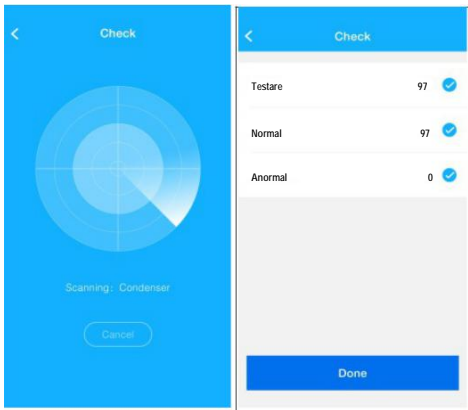 Check
Scanning: Condenser
Cancel
Check
Testare 97
Normal 97
Anormal 0
Done